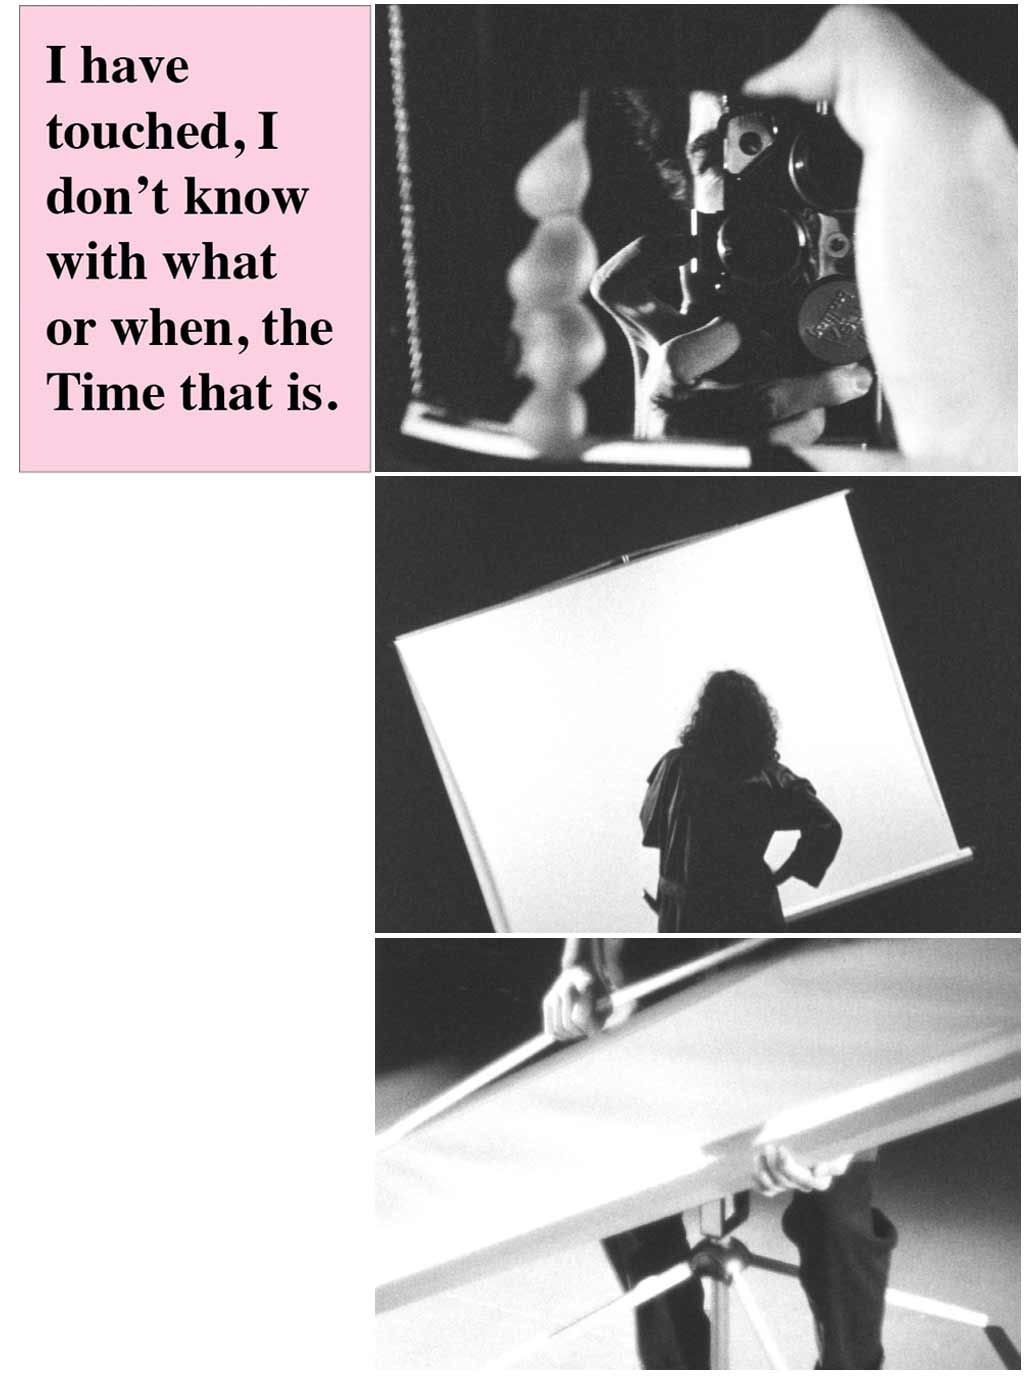 I have
touched, I
don’t know
with what
or when, the
Time that is.